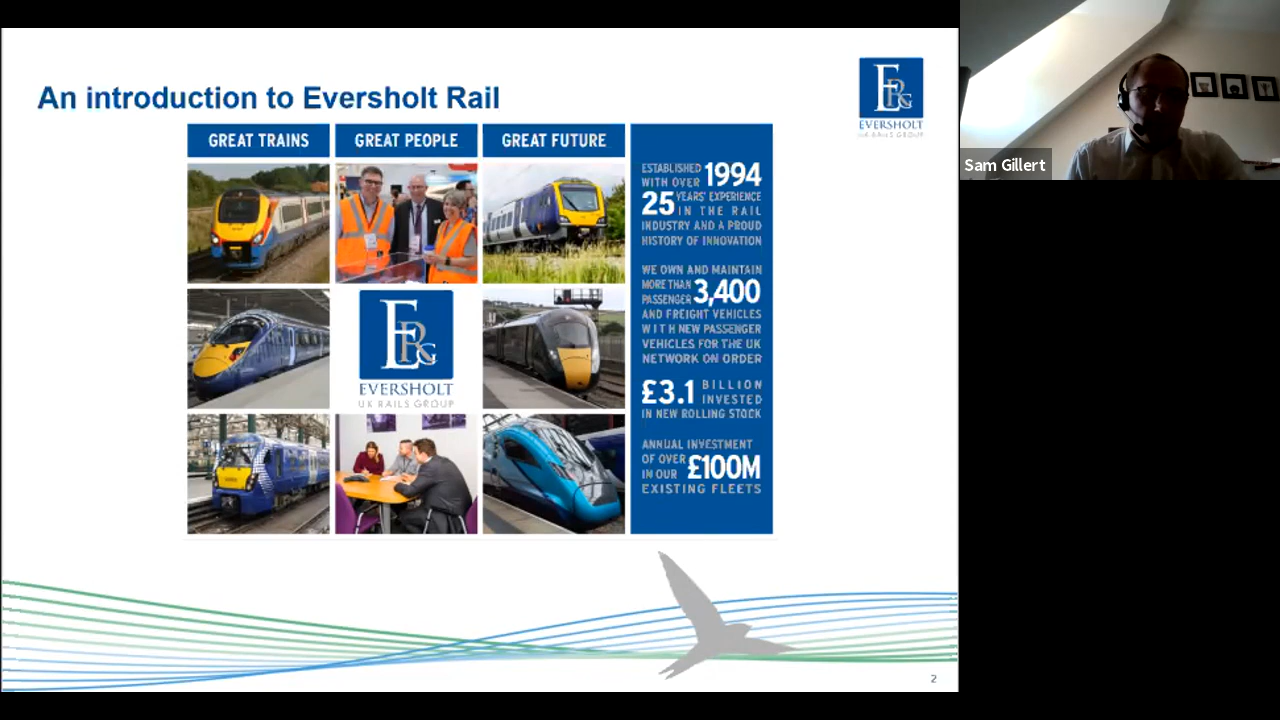 An introduction to Eversholt Rail
ERG
EVERSHOLT
UK RAILS GROUP
Sam Gillert
GREAT TRAINS
GREAT PEOPLE
GREAT FUTURE
ERG
EVERSHOLT
UK RAILS GROUP
ESTABLISHED 1994
WITH OVER
25 YEARS' EXPERIENCE
IN THE RAIL
INDUSTRY AND A PROUD
HISTORY OF INNOVATION
WE OWN AND MAINTAIN
MORE THAN 3,400
PASSENGER
AND FREIGHT VEHICLES
WITH NEW PASSENGER
VEHICLES FOR THE UK
NETWORK ON ORDER
£3.1 BILLION
INVESTED
IN NEW ROLLING STOCK
ANNUAL INVESTMENT
OF OVER £100M
IN OUR
EXISTING FLEETS
2